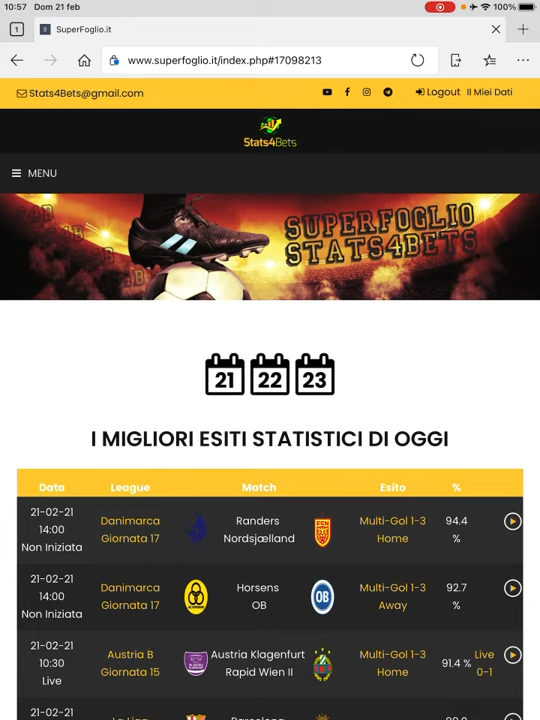 10:57 Dom 21 feb 100%
1 S SuperFoglio.it
www.superfoglio.it/index.php#17098213
Stats4Bets@gmail.com Logout Il Miei Dati
Stats4Bets
MENU
SUPERFOGLIO
STATS4BETS
21 22 23
I MIGLIORI ESITI STATISTICI DI OGGI
Data League Match Esito %
21-02-21
14:00
Non Iniziata
Danimarca
Giornata 17
Randers
Nordsjælland
Multi-Gol 1-3
Home
94.4
%
21-02-21
14:00
Non Iniziata
Danimarca
Giornata 17
Horsens
OB
OB
Multi-Gol 1-3
Away
92.7
%
21-02-21
10:30
Live
Austria B
Giornata 15
Austria Klagenfurt
Rapid Wien II
Multi-Gol 1-3
Home
91.4 %
Live
0-1
21-02-21